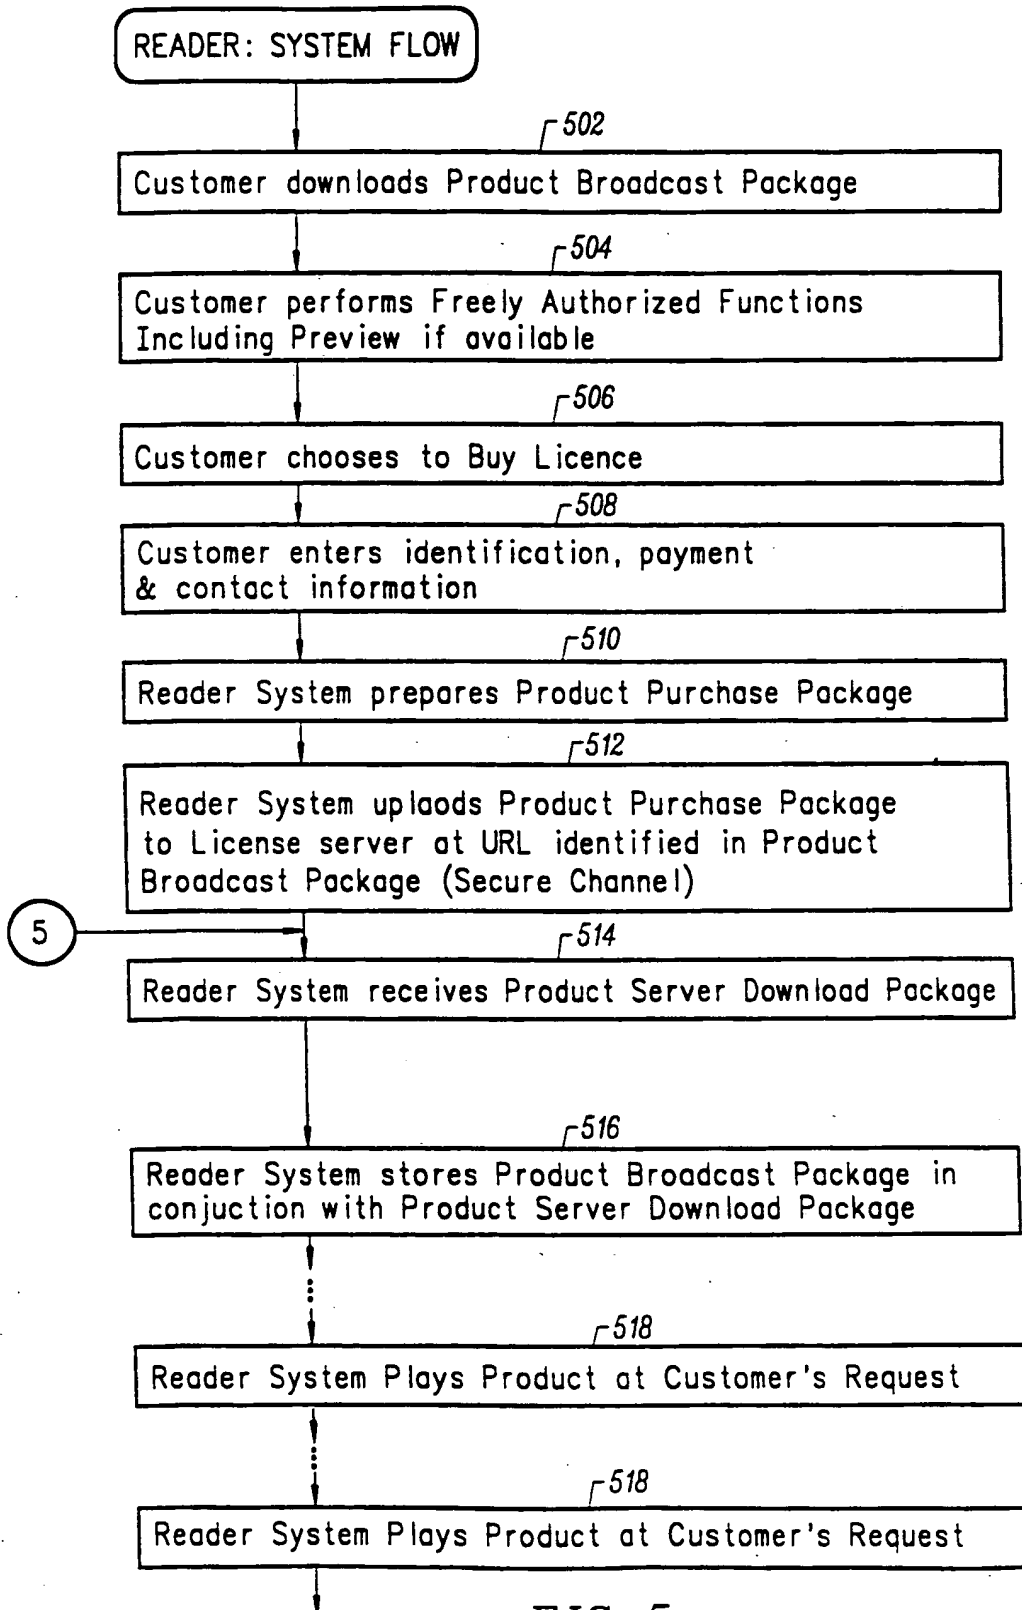 READER: SYSTEM FLOW
502
Customer downloads Product Broadcast Package
504
Customer performs Freely Authorized Functions
Including Preview if available
506
Customer chooses to Buy Licence
508
Customer enters identification, payment
& contact information
510
Reader System prepares Product Purchase Package
512
Reader System uplaods Product Purchase Package
to License server at URL identified in Product
Broadcast Package (Secure Channel)
5
514
Reader System receives Product Server Download Package
516
Reader System stores Product Broadcast Package in
conjuction with Product Server Download Package
518
Reader System Plays Product at Customer's Request
518
Reader System Plays Product at Customer's Request
FIG. 5